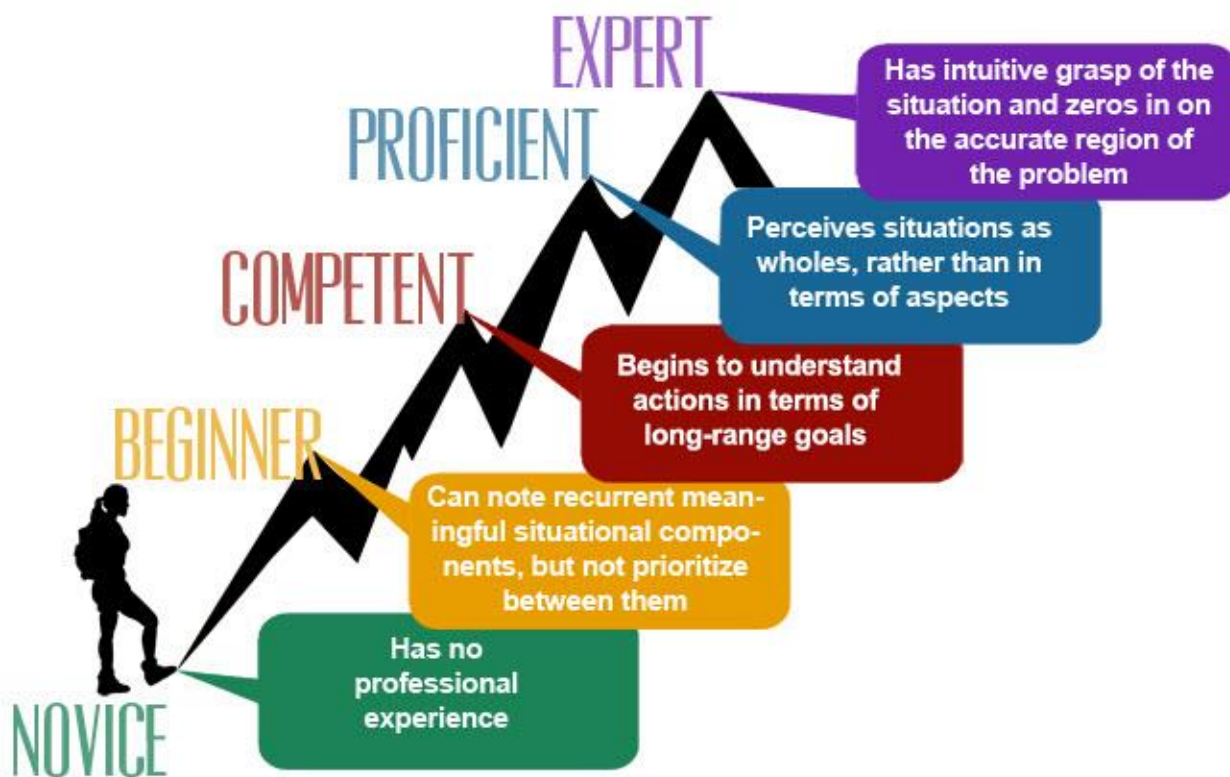 EXPERT
Has intuitive grasp of the
situation and zeros in on
the accurate region of
the problem
PROFICIENT
Perceives situations as
wholes, rather than in
terms of aspects
COMPETENT
Begins to understand
actions in terms of
long-range goals
BEGINNER
Can note recurrent mean-
ingful situational compo-
nents, but not prioritize
between them
Has no
professional
experience
NOVICE